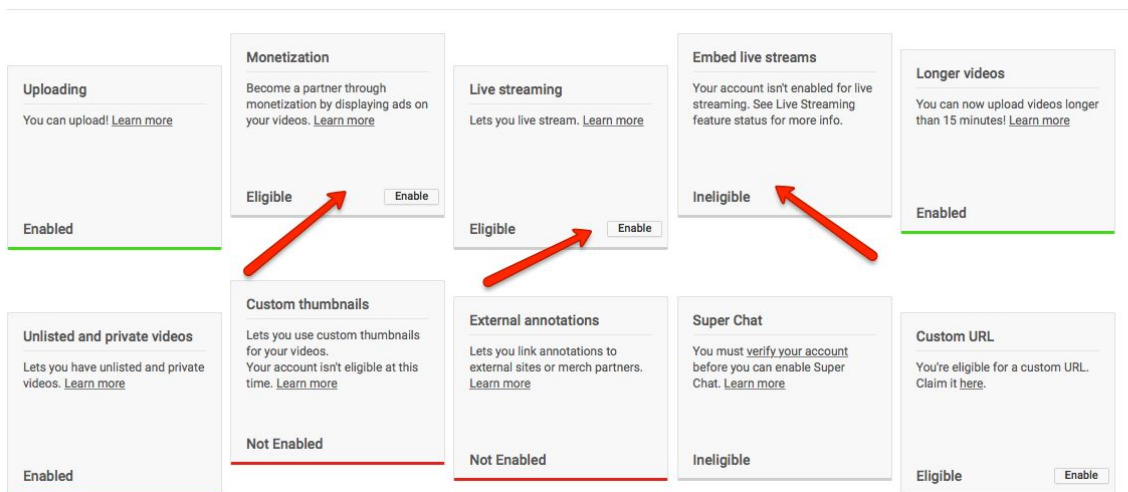 Uploading
You can upload! Learn more
Enabled
Monetization
Become a partner through
monetization by displaying ads on
your videos. Learn more
Eligible
Enable
Live streaming
Lets you live stream. Learn more
Eligible
Enable
Embed live streams
Your account isn't enabled for live
streaming. See Live Streaming
feature status for more info.
Ineligible
Longer videos
You can now upload videos longer
than 15 minutes! Learn more
Enabled
Unlisted and private videos
Lets you have unlisted and private
videos. Learn more
Enabled
Custom thumbnails
Lets you use custom thumbnails
for your videos.
Your account isn't eligible at this
time. Learn more
Not Enabled
External annotations
Lets you link annotations to
external sites or merch partners.
Learn more
Not Enabled
Super Chat
You must verify your account
before you can enable Super
Chat. Learn more
Ineligible
Custom URL
You're eligible for a custom URL.
Claim it here.
Eligible
Enable